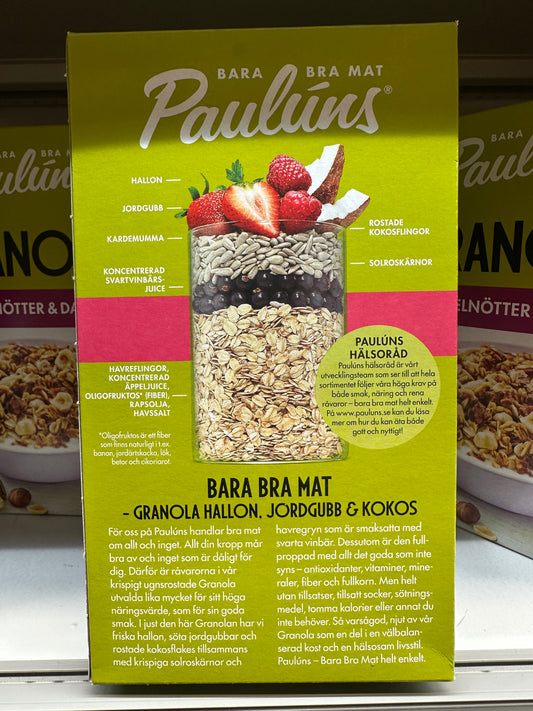 BARA BRA MAT
Paulúns®
HALLON
JORDGUBB
KARDEMUMMA
KONCENTRERAD
SVARTVINBÄRS-
JUICE
HAVREFLINGOR,
KONCENTRERAD
ÄPPELJUICE,
OLIGOFRUKTOS* (FIBER),
RAPSOLJA,
HAVSSALT
*Oligofruktos är ett fiber
som finns naturligt i t.ex.
banan, jordärtskocka, lök,
betor och cikoriarot.
ROSTADE
KOKOSFLINGOR
SOLROSKÄRNOR
PAULÚNS
HÄLSORÅD
Paulúns hälsoråd är vårt
utvecklingsteam som ser till att hela
sortimentet följer våra höga krav på
både smak, näring och rena
råvaror – bara bra mat helt enkelt.
På www.pauluns.se kan du läsa
mer om hur du kan äta både
gott och nyttigt!
BARA BRA MAT
– GRANOLA HALLON, JORDGUBB & KOKOS
För oss på Paulúns handlar bra mat
om allt och inget. Allt din kropp mår
bra av och inget som är dåligt för
dig. Därför är råvarorna i vår
krispigt ugnsrostade Granola
utvalda lika mycket för sitt höga
näringsvärde, som för sin goda
smak. I just den här Granolan har vi
friska hallon, söta jordgubbar och
rostade kokosflakes tillsammans
med krispiga solroskärnor och
havregryn som är smaksatta med
svarta vinbär. Dessutom är den full-
proppad med allt det goda som inte
syns – antioxidanter, vitaminer, mine-
raler, fiber och fullkorn. Men helt
utan tillsatser, tillsatt socker, sötnings-
medel, tomma kalorier eller annat du
inte behöver. Så varsågod, njut av vår
Granola som en del i en välbalan-
serad kost och en hälsosam livsstil.
Paulúns – Bara Bra Mat helt enkelt.
ARA BRA M
ulún
ANO
NÖTTER & DA
BARA
Paul
RANO
ELNÖTTER